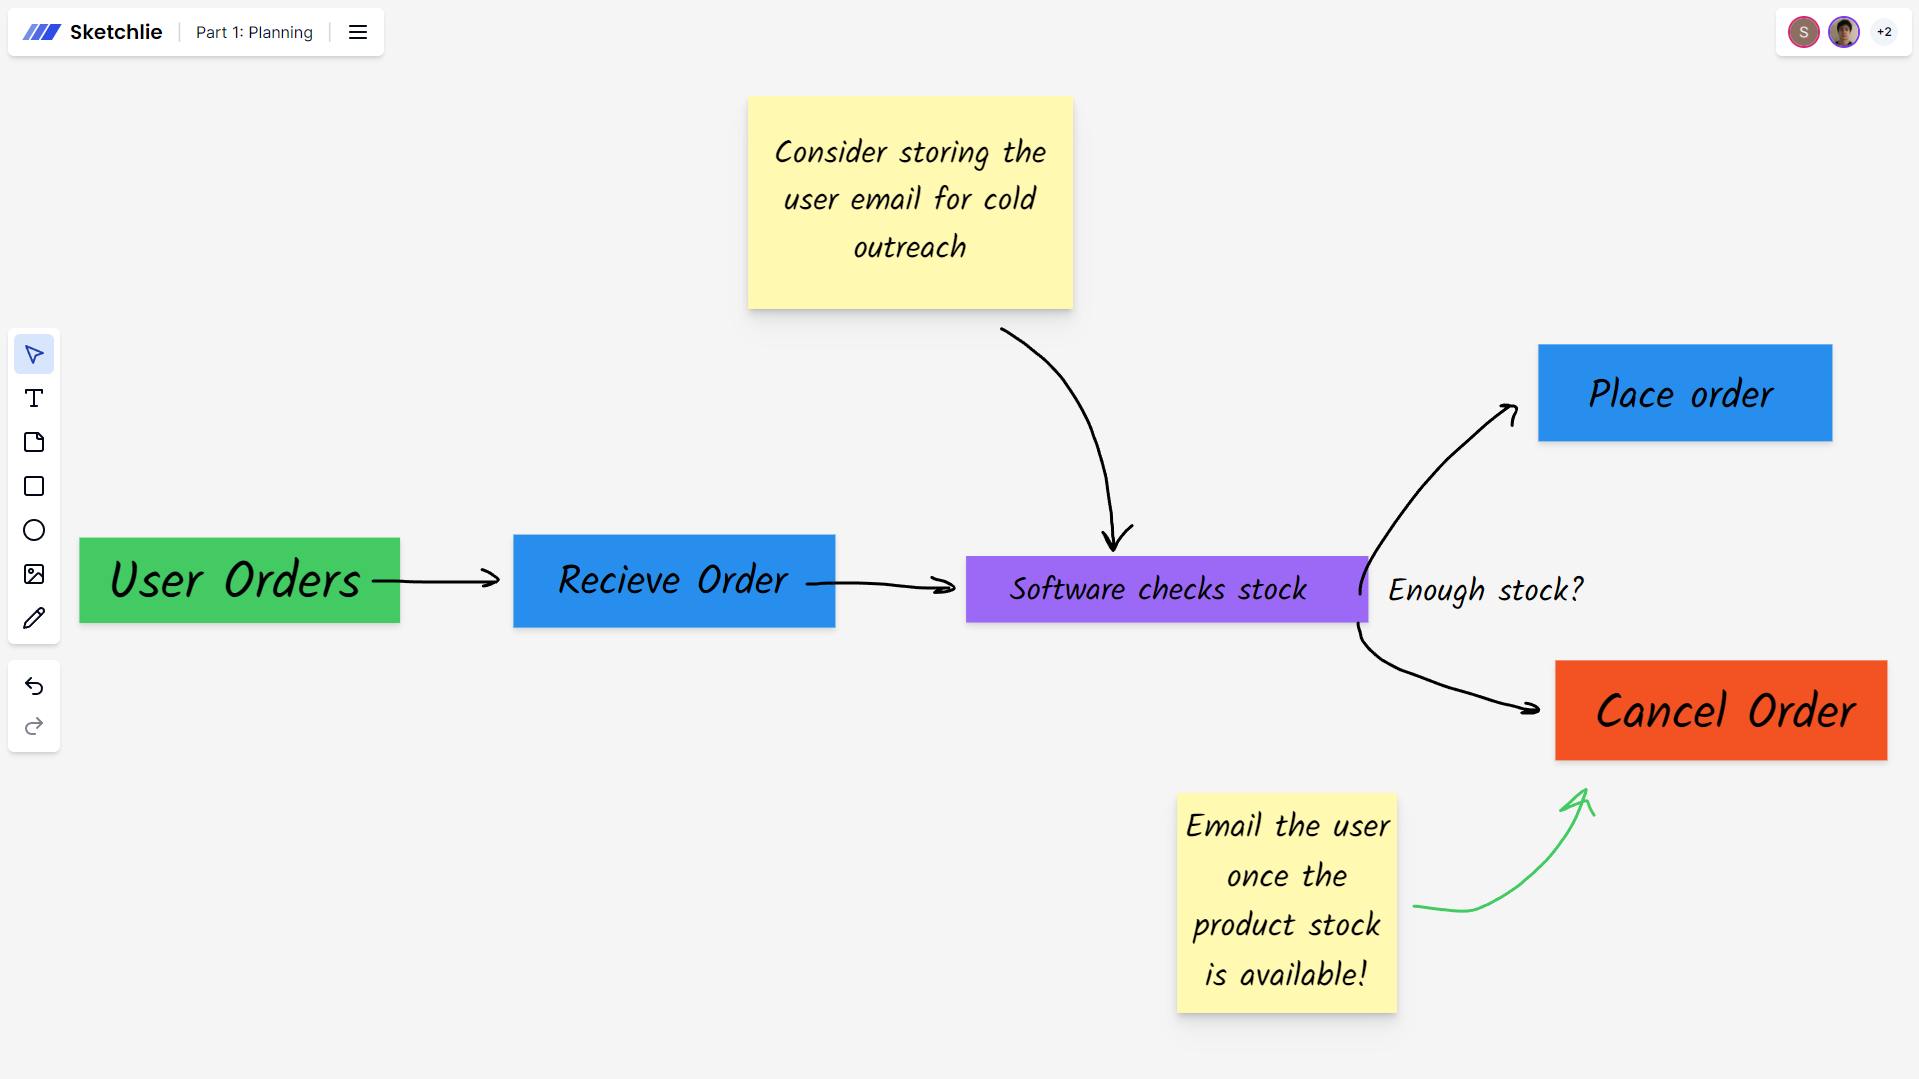 Sketchlie
Part 1: Planning
S
+2
Consider storing the
user email for cold
outreach
Place order
User Orders
Recieve Order
Software checks stock
Enough stock?
Cancel Order
Email the user
once the
product stock
is available!